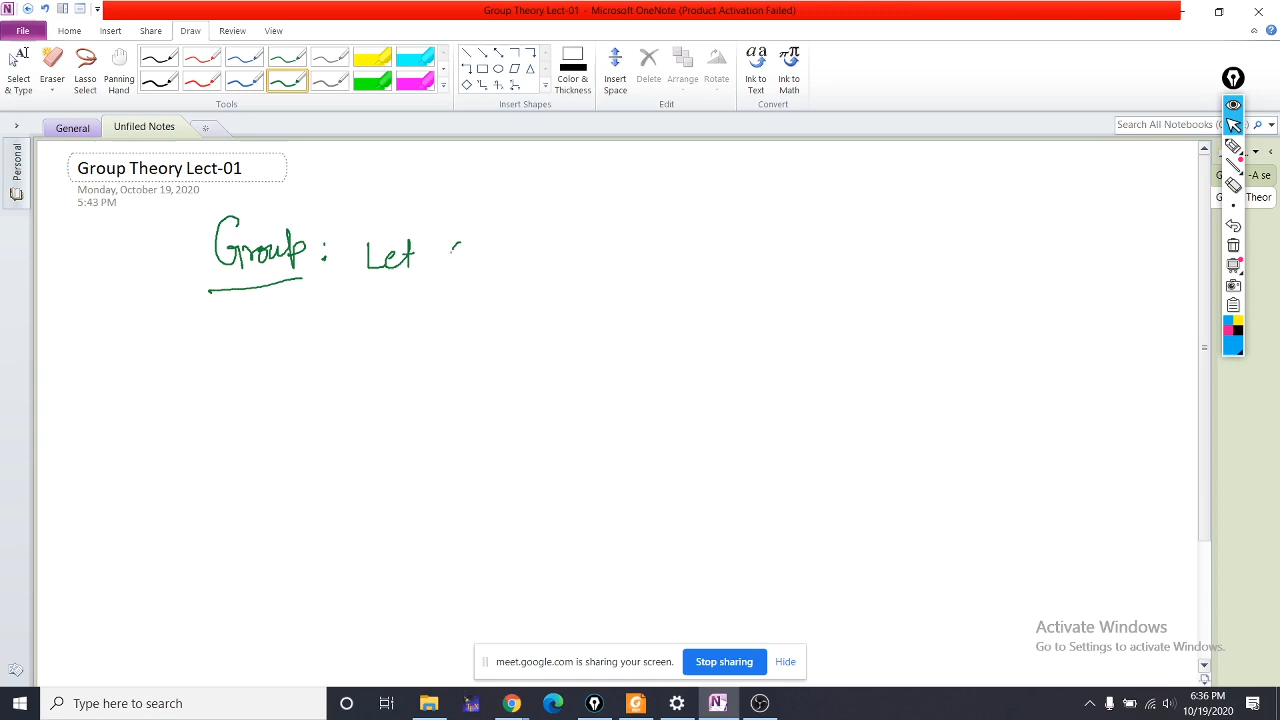 Group Theory Lect-01 - Microsoft OneNote (Product Activation Failed)
File Home Insert Share Draw Review View
Select & Type Eraser Lasso Select Panning Hand Color & Thickness Insert Space Delete Arrange Rotate Ink to Text Ink to Math
Tools Insert Shapes Edit Convert
General Unfiled Notes Search All Notebooks (C
Personal
Group Theory Lect-01
Monday, October 19, 2020
5:43 PM
-A se
Theor
Group : Let
Activate Windows
Go to Settings to activate Windows.
meet.google.com is sharing your screen. Stop sharing Hide
Type here to search
6:36 PM
10/19/2020